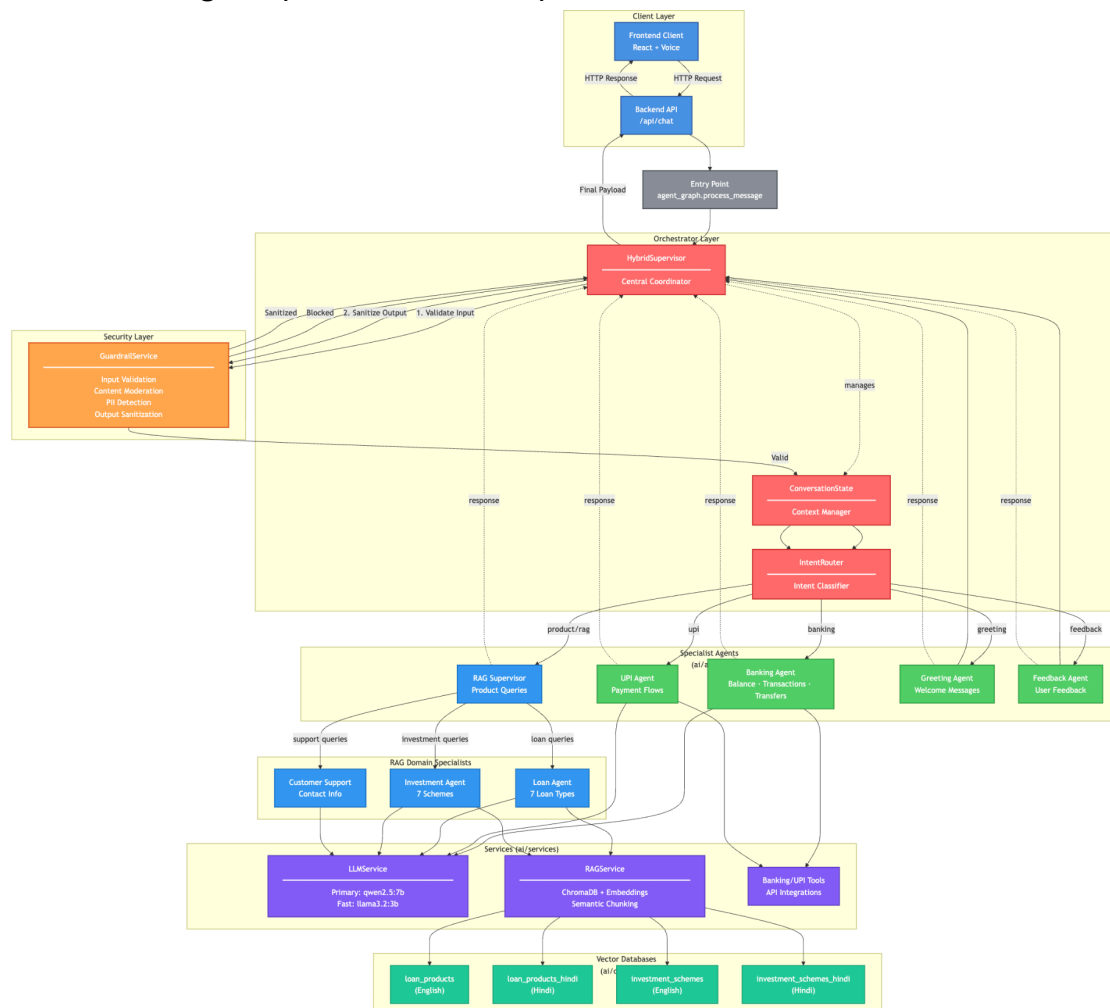 Client Layer
Frontend Client
React + Voice
HTTP Response
HTTP Request
Backend API
/api/chat
Final Payload
Entry Point
agent_graph.process_message
Orchestrator Layer
HybridSupervisor
Central Coordinator
Sanitized
Blocked
2. Sanitize Output
1. Validate Input
Security Layer
GuardrailService
Input Validation
Content Moderation
PII Detection
Output Sanitization
manages
Valid
response
response
response
response
response
ConversationState
Context Manager
IntentRouter
Intent Classifier
product/rag
upi
banking
greeting
feedback
Specialist Agents
(ai/a
RAG Supervisor
Product Queries
UPI Agent
Payment Flows
Banking Agent
Balance - Transactions -
Transfers
Greeting Agent
Welcome Messages
Feedback Agent
User Feedback
support queries
investment queries
loan queries
RAG Domain Specialists
Customer Support
Contact Info
Investment Agent
7 Schemes
Loan Agent
7 Loan Types
Services (ai/services)
LLMService
Primary: qwen2.5:7b
Fast: llama3.2:3b
RAGService
ChromaDB + Embeddings
Semantic Chunking
Banking/UPI Tools
API Integrations
Vector Databases
loan_products
(English)
loan_products_hindi
(Hindi)
investment_schemes
(English)
investment_schemes_hindi
(Hindi)